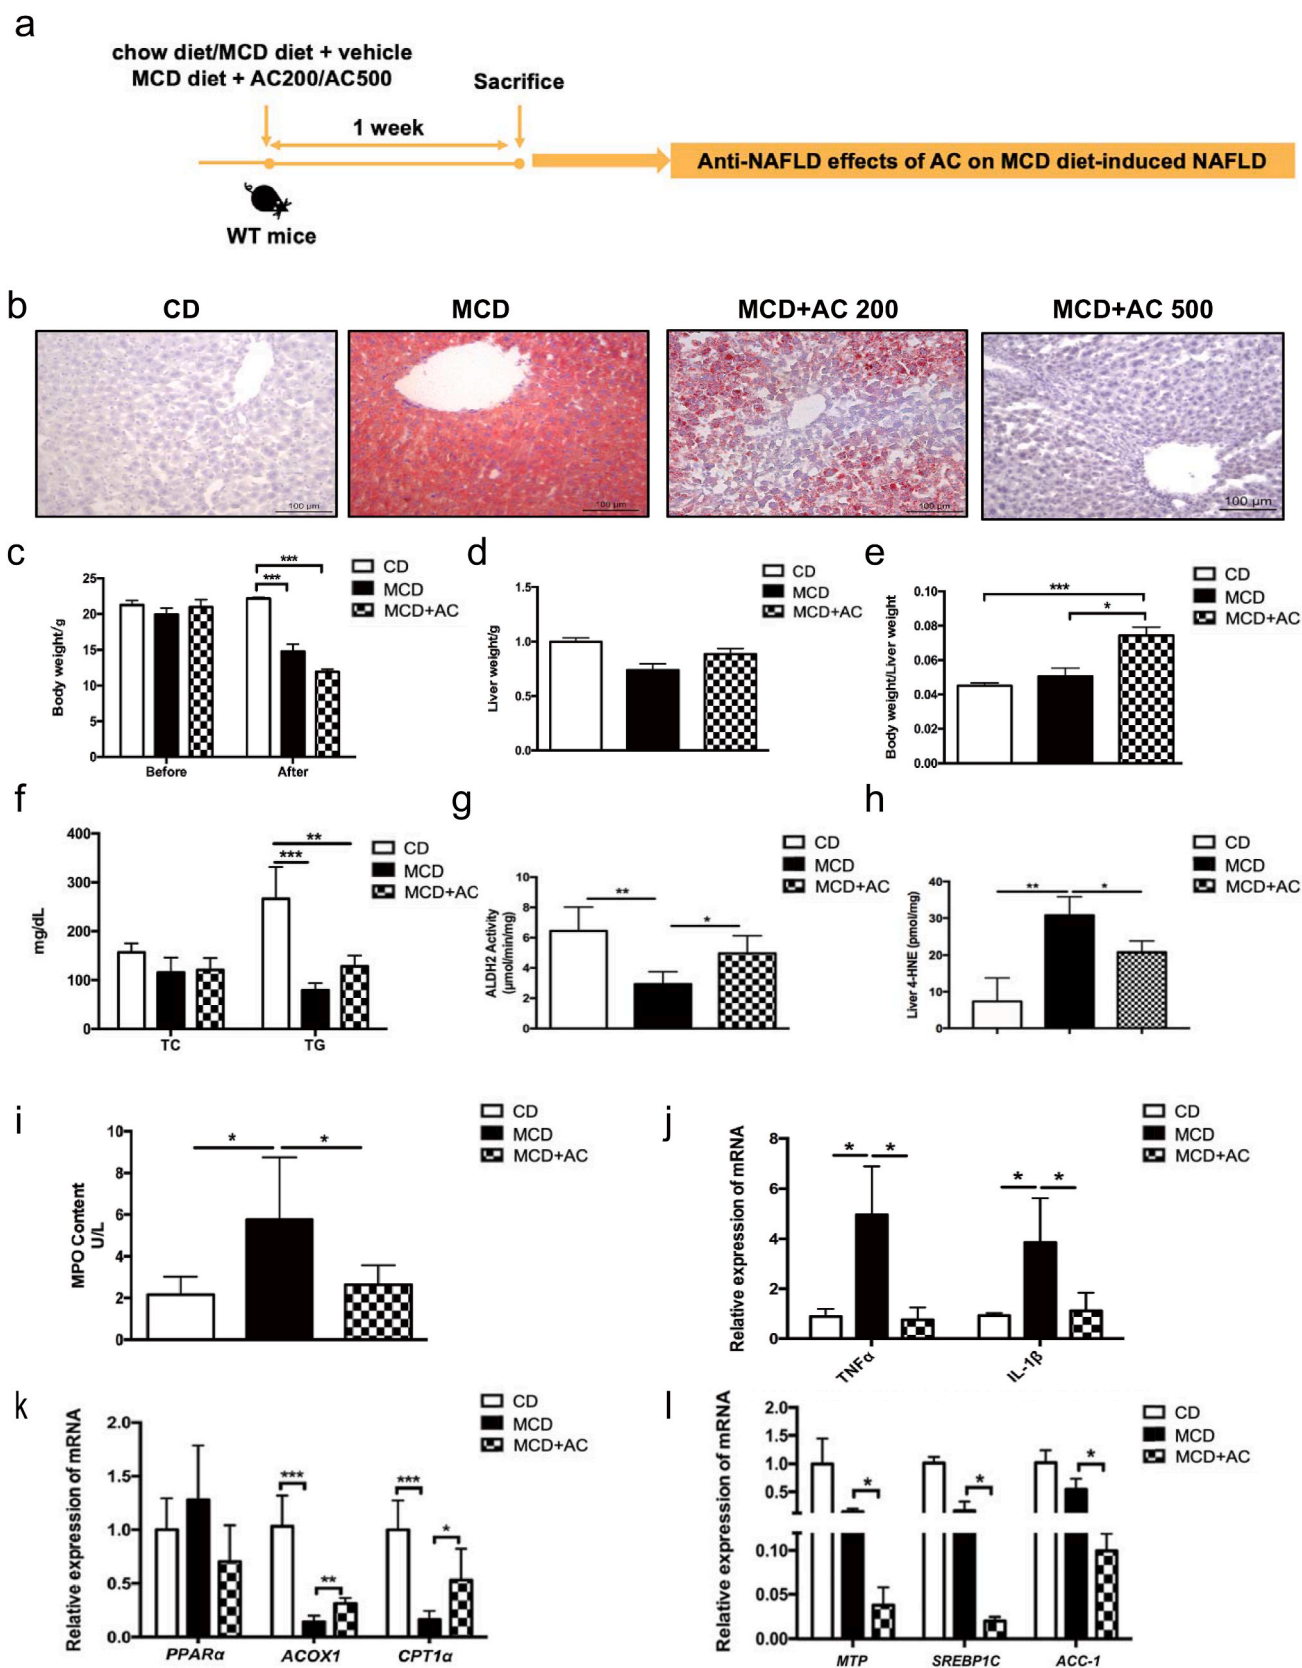 a
chow diet/MCD diet + vehicle
MCD diet + AC200/AC500
Sacrifice
1 week
Anti-NAFLD effects of AC on MCD diet-induced NAFLD
WT mice
b
CD
MCD
MCD+AC 200
MCD+AC 500
100 μm
100 μm
100 μm
100 μm
c
Body weight/g
25
20
15
10
5
0
Before
After
***
***
CD
MCD
MCD+AC
d
Liver weight/g
1.5
1.0
0.5
0.0
CD
MCD
MCD+AC
e
Body weight/Liver weight
0.10
0.08
0.06
0.04
0.02
0.00
***
*
CD
MCD
MCD+AC
f
mg/dL
400
300
200
100
0
TC
TG
**
***
CD
MCD
MCD+AC
g
ALDH2 Activity
(μmol/min/mg)
10
8
6
4
2
0
**
*
CD
MCD
MCD+AC
h
Liver 4-HNE (pmol/mg)
40
30
20
10
0
**
*
CD
MCD
MCD+AC
i
MPO Content
U/L
10
8
6
4
2
0
*
*
CD
MCD
MCD+AC
j
Relative expression of mRNA
8
6
4
2
0
*
*
*
*
TNFα
IL-1β
CD
MCD
MCD+AC
k
Relative expression of mRNA
2.0
1.5
1.0
0.5
0.0
***
**
***
*
PPARα
ACOX1
CPT1α
CD
MCD
MCD+AC
l
Relative expression of mRNA
2.0
1.5
1.0
0.5
0.10
0.05
0.00
*
*
*
MTP
SREBP1C
ACC-1
CD
MCD
MCD+AC